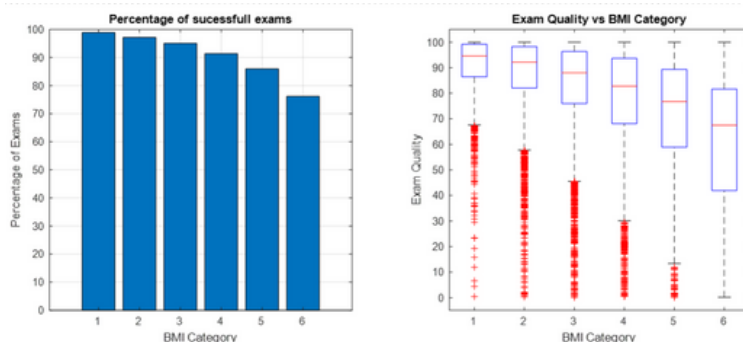 Percentage of sucessfull exams
100
90
80
70
60
50
40
30
20
10
0
Percentage of Exams
1 2 3 4 5 6
BMI Category
Exam Quality vs BMI Category
100
90
80
70
60
50
40
30
20
10
0
Exam Quality
1 2 3 4 5 6
BMI Category